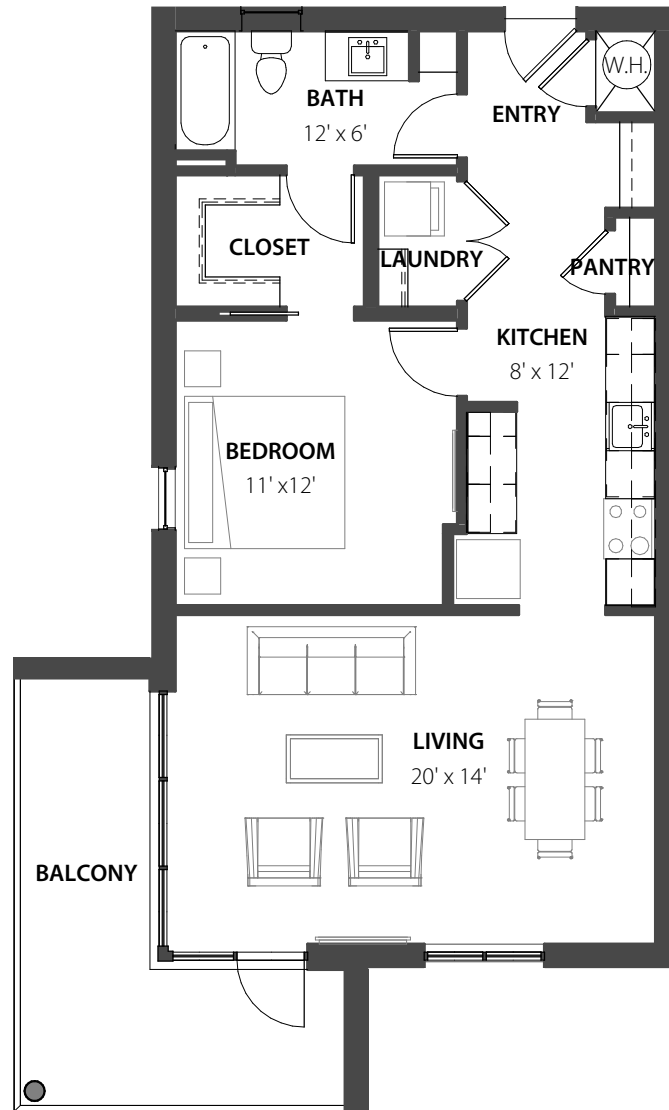 W.H.
BATH
12' x 6'
ENTRY
CLOSET
LAUNDRY
PANTRY
KITCHEN
8' x 12'
BEDROOM
11' x12'
LIVING
20' x 14'
BALCONY